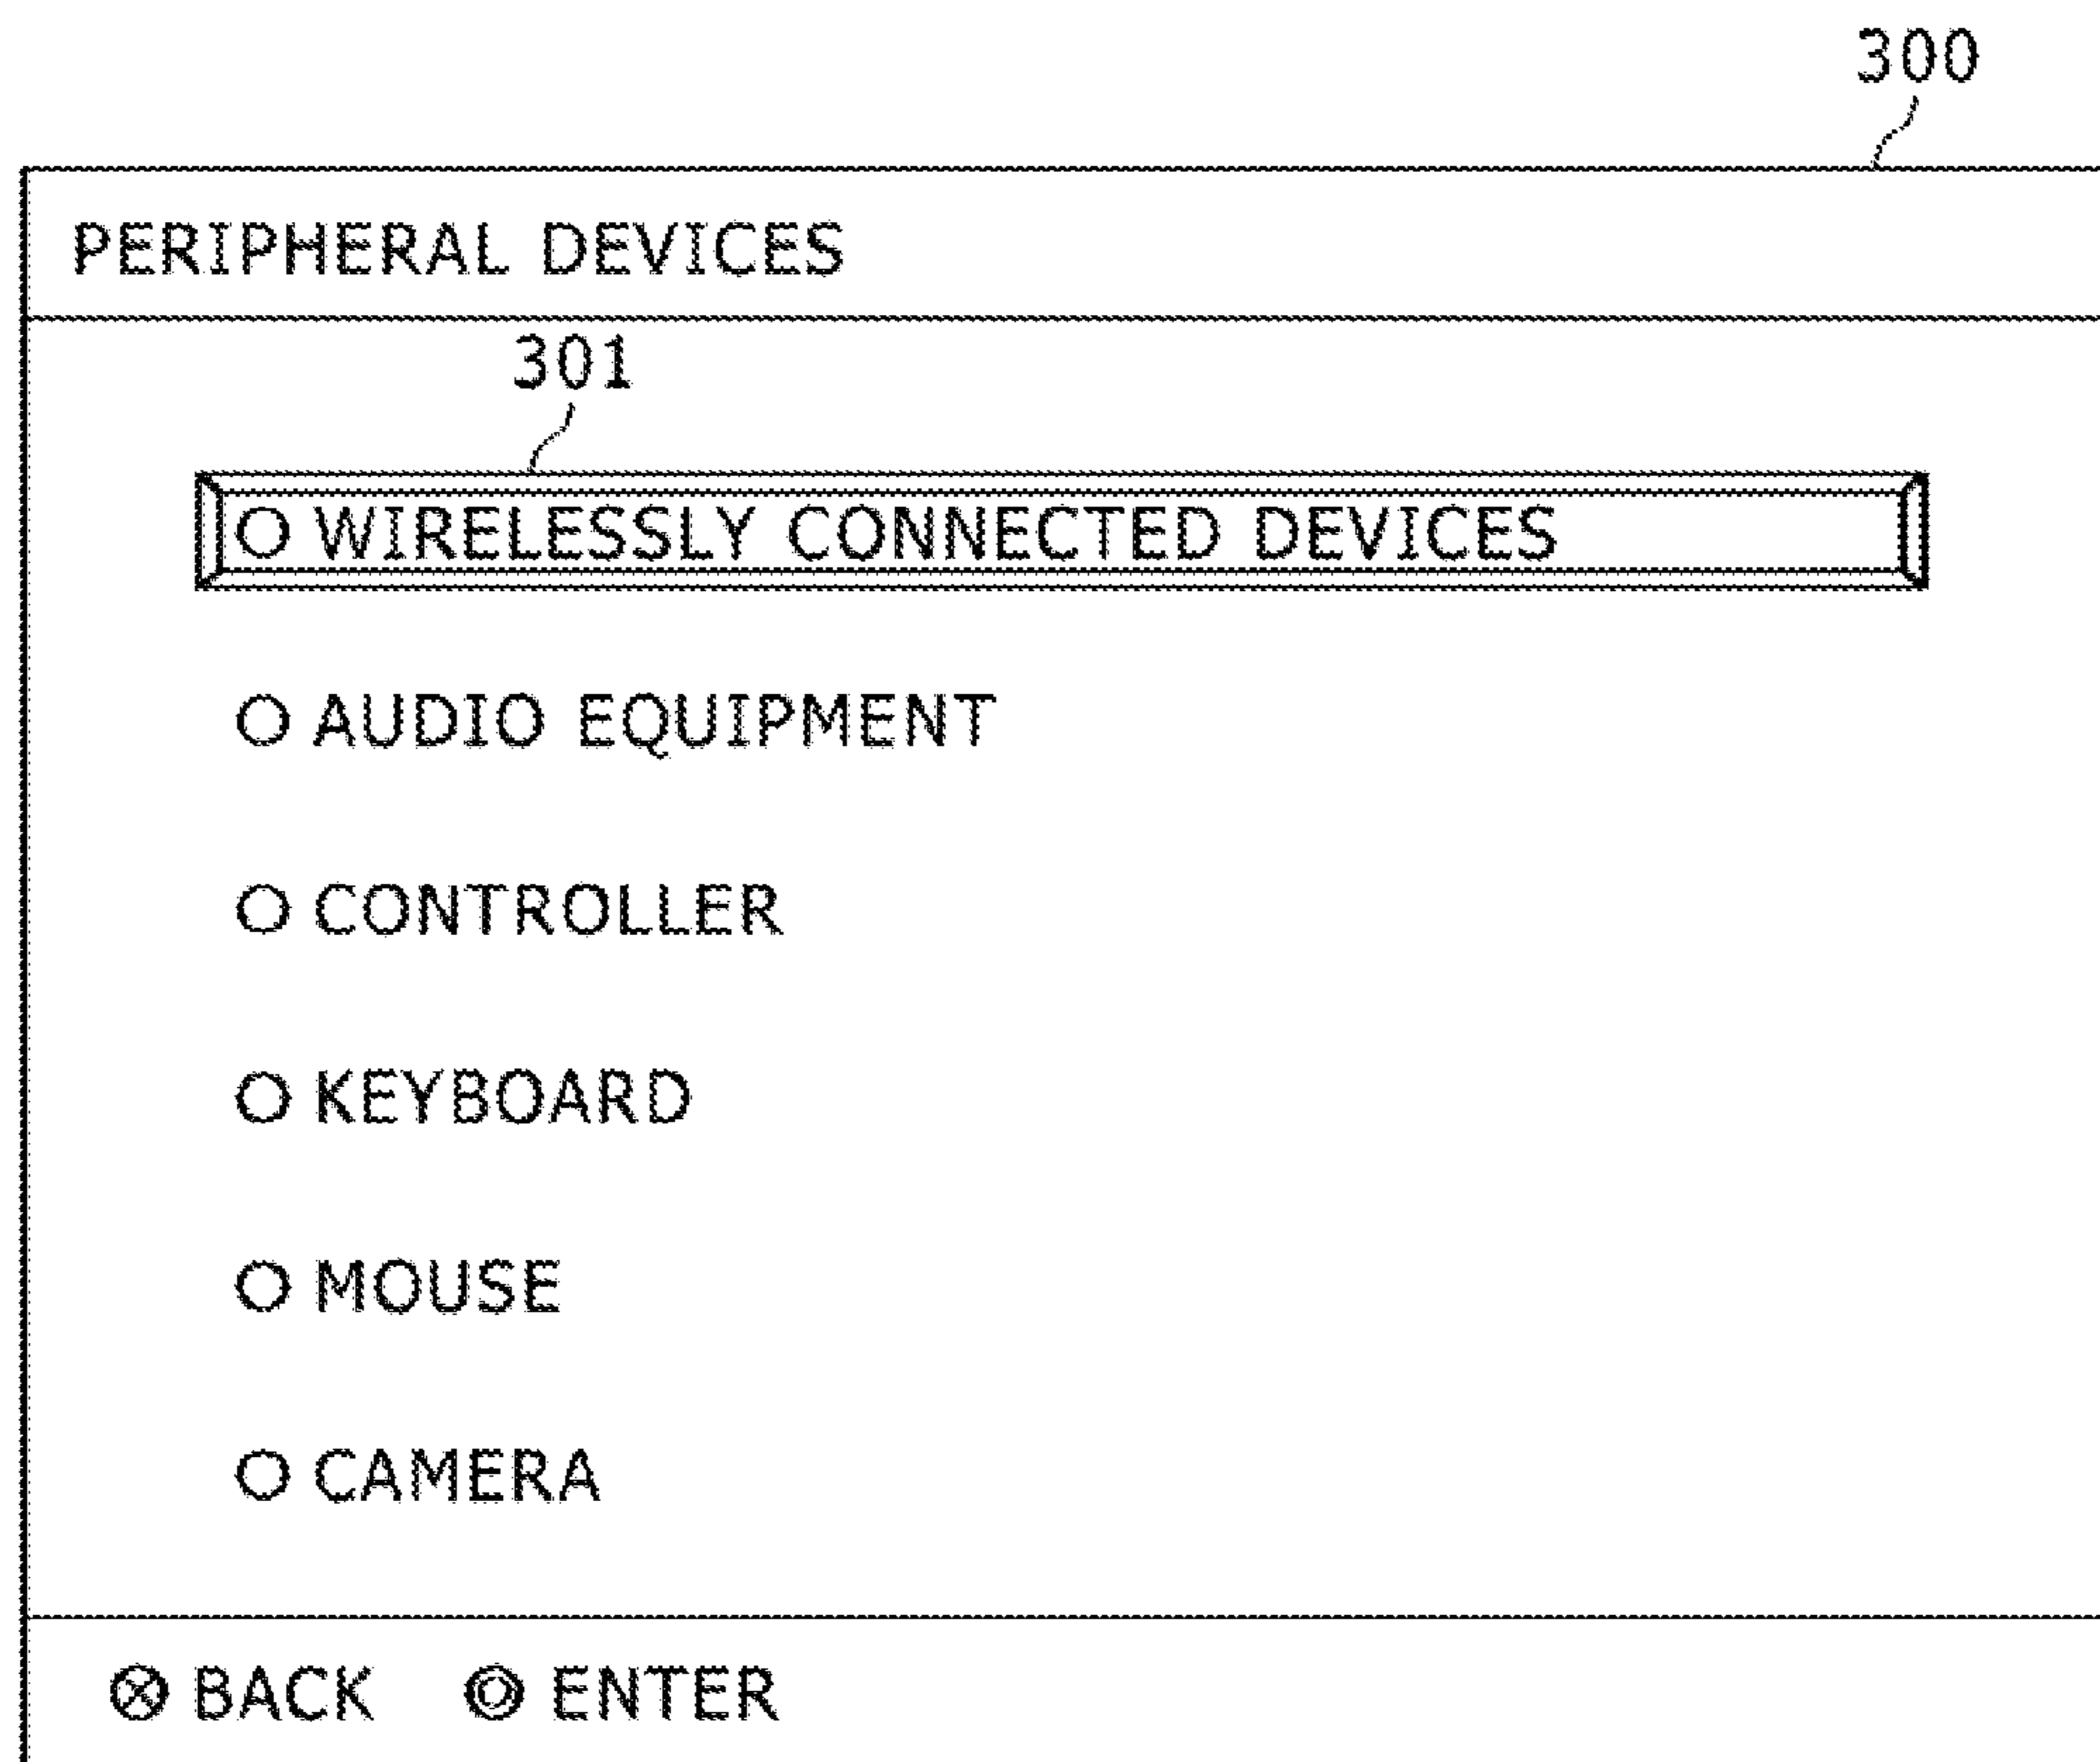 300
PERIPHERAL DEVICES
301
WIRELESSLY CONNECTED DEVICES
AUDIO EQUIPMENT
CONTROLLER
KEYBOARD
MOUSE
CAMERA
BACK ENTER